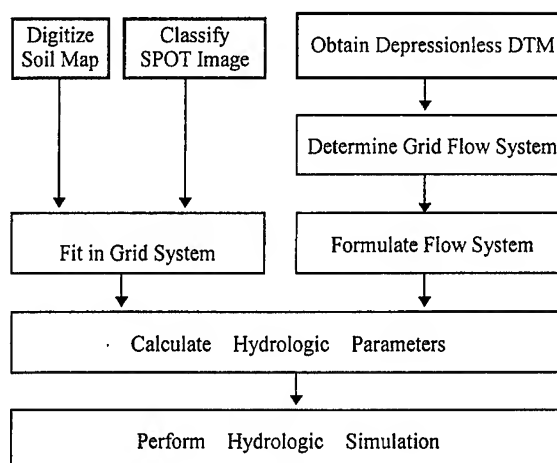 Digitize
Soil Map
Classify
SPOT Image
Obtain Depressionless DTM
Determine Grid Flow System
Fit in Grid System
Formulate Flow System
Calculate Hydrologic Parameters
Perform Hydrologic Simulation